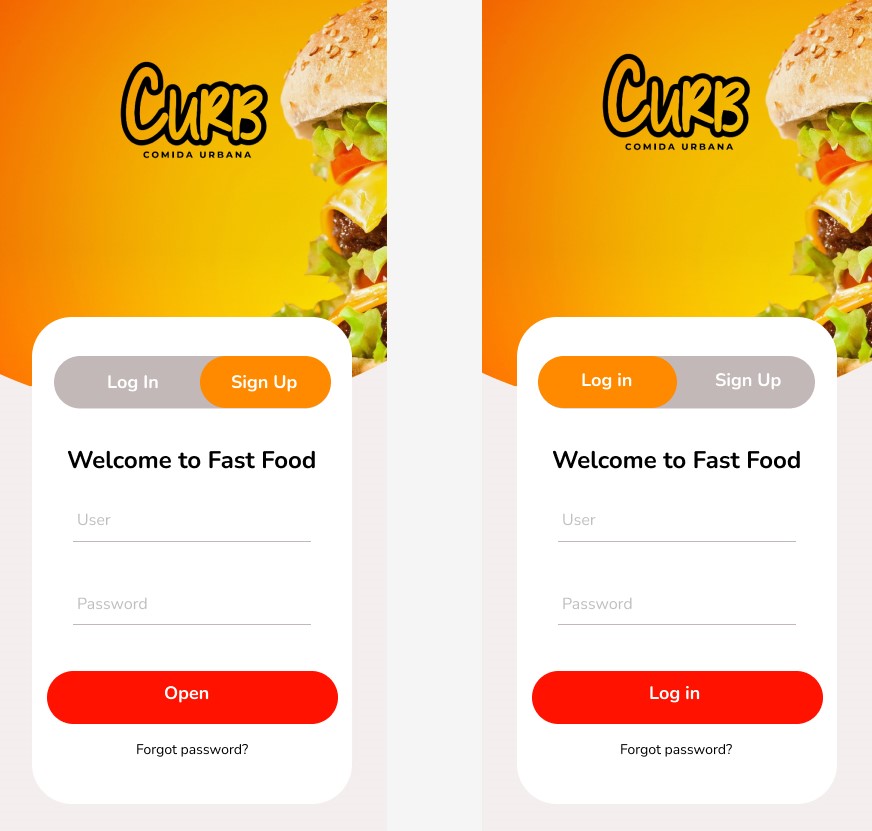 CURB
COMIDA URBANA
Log In Sign Up
Welcome to Fast Food
User
Password
Open
Forgot password?
CURB
COMIDA URBANA
Log in Sign Up
Welcome to Fast Food
User
Password
Log in
Forgot password?